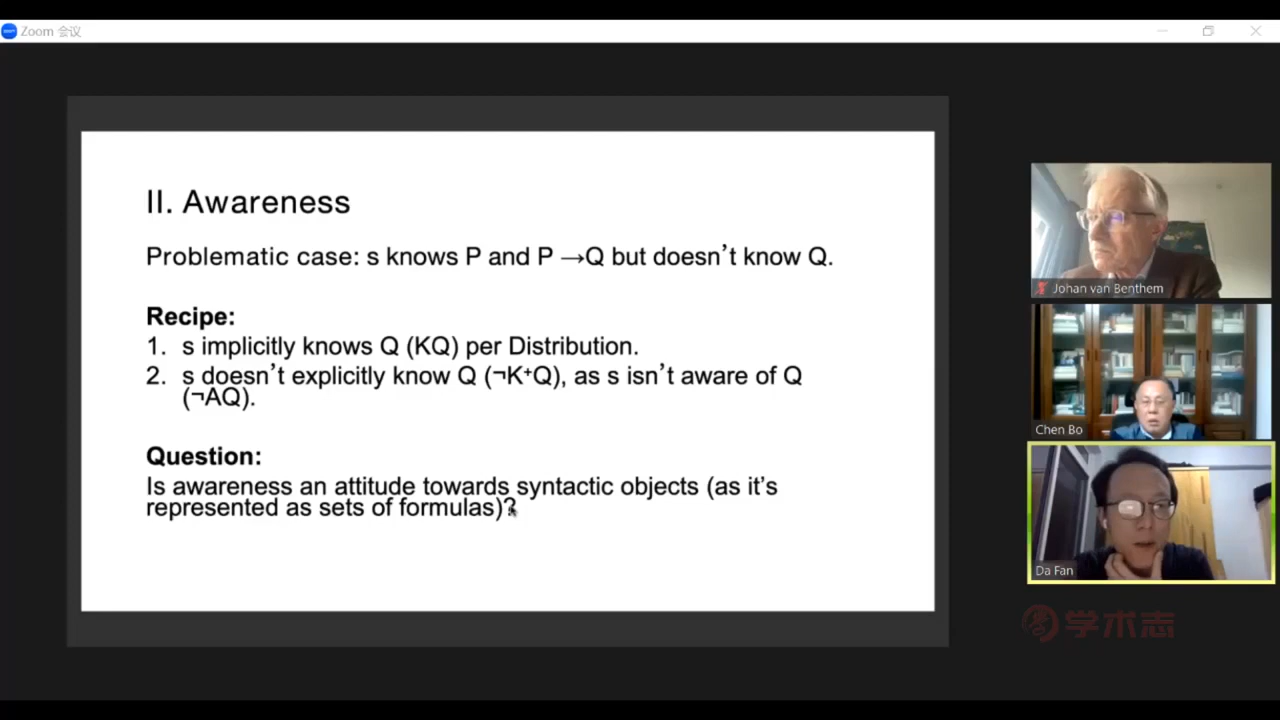 zoom Zoom 会议
II. Awareness
Problematic case: s knows P and P →Q but doesn't know Q.
Recipe:
1. s implicitly knows Q (KQ) per Distribution.
2. s doesn't explicitly know Q (¬K⁺Q), as s isn't aware of Q
(¬AQ).
Question:
Is awareness an attitude towards syntactic objects (as it's
represented as sets of formulas)?
Johan van Benthem
Chen Bo
Da Fan
学术志